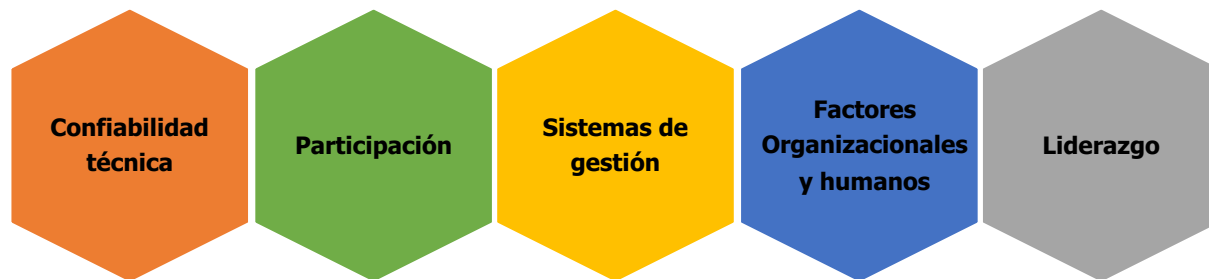 Confiabilidad
técnica
Participación
Sistemas de
gestión
Factores
Organizacionales
y humanos
Liderazgo